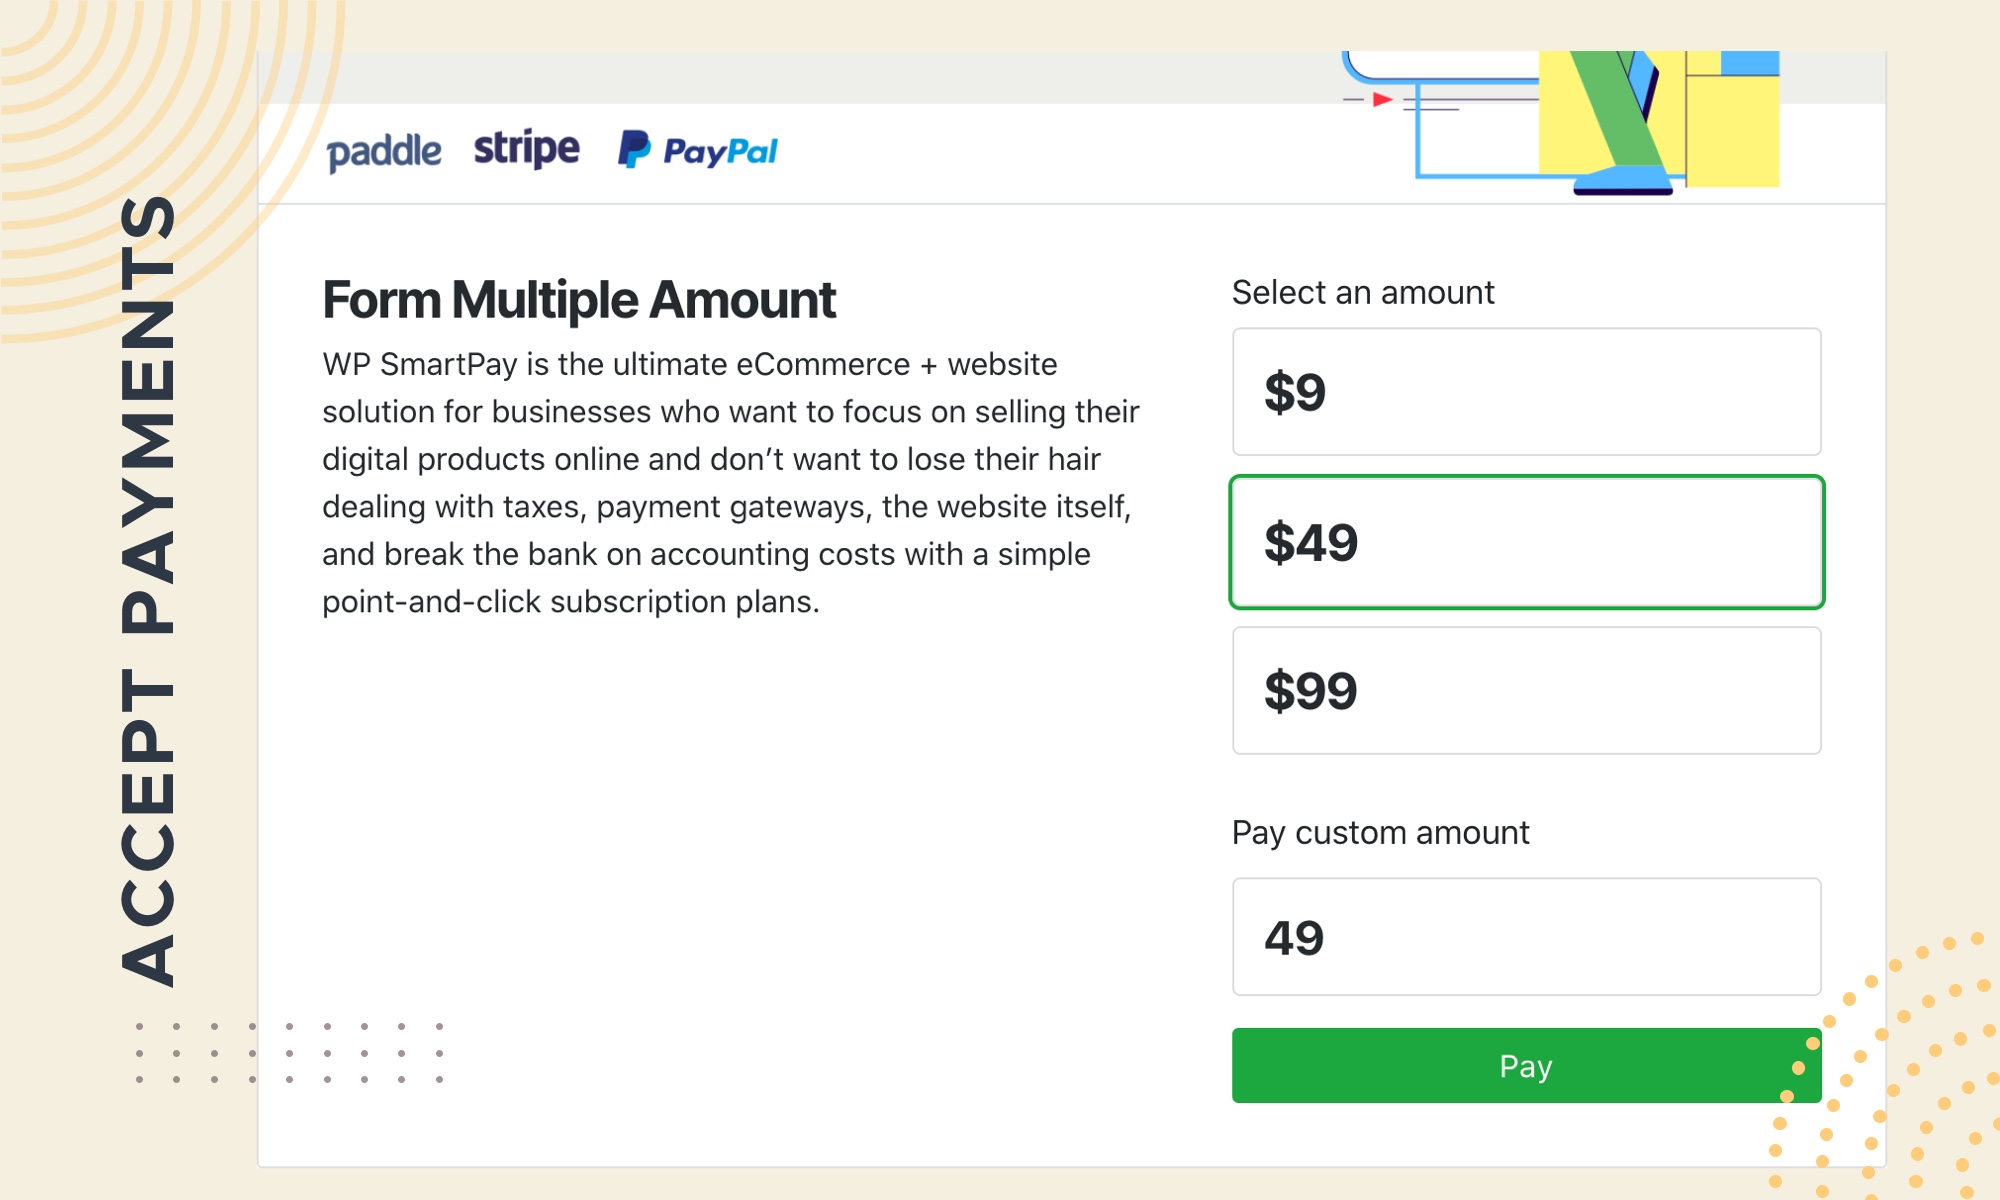 ACCEPT PAYMENTS
paddle stripe PayPal
Form Multiple Amount
WP SmartPay is the ultimate eCommerce + website
solution for businesses who want to focus on selling their
digital products online and don’t want to lose their hair
dealing with taxes, payment gateways, the website itself,
and break the bank on accounting costs with a simple
point-and-click subscription plans.
Select an amount
$9
$49
$99
Pay custom amount
49
Pay